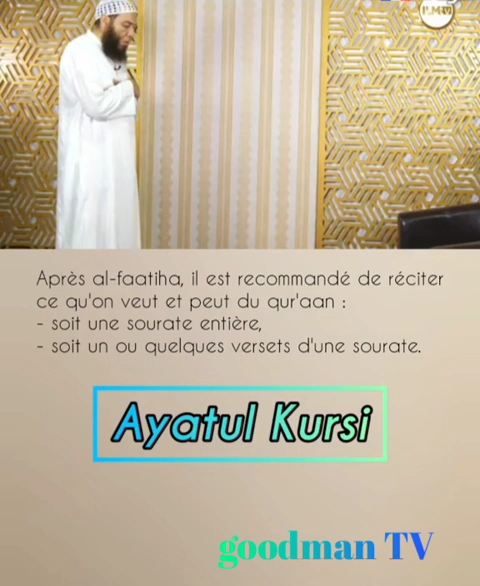 Après al-faatiha, il est recommandé de réciter
ce qu'on veut et peut du qur'aan :
- soit une sourate entière,
- soit un ou quelques versets d'une sourate.
Ayatul Kursi
goodman TV